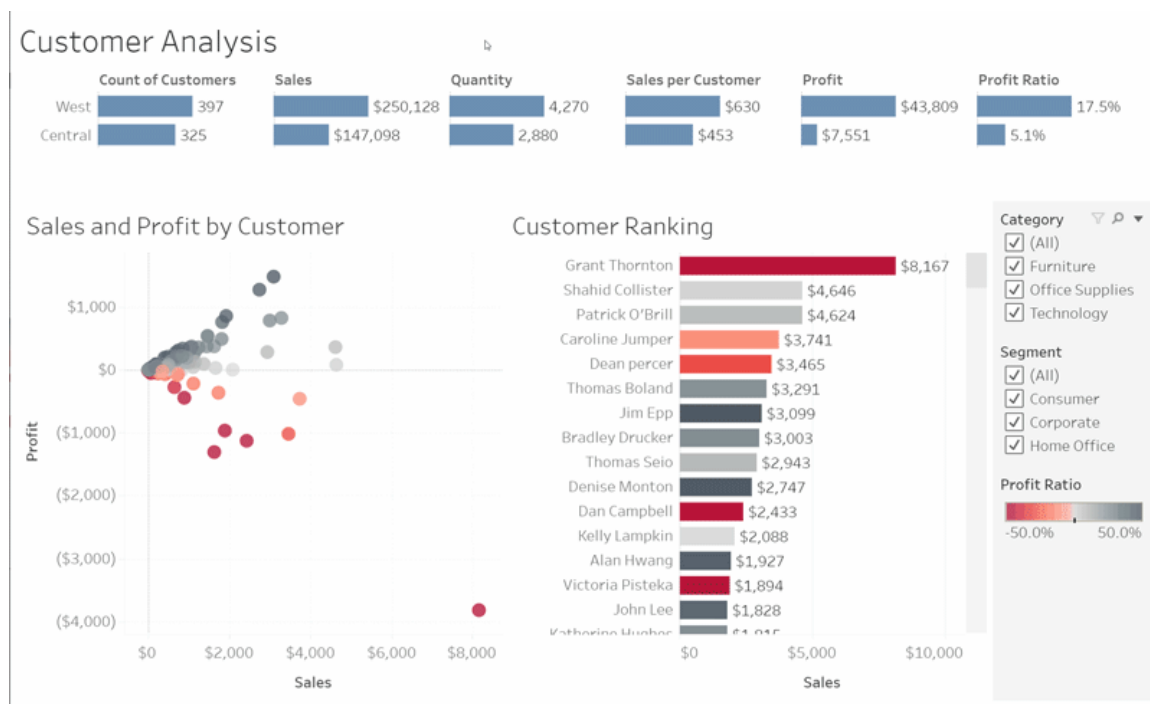 Customer Analysis
Count of Customers Sales Quantity Sales per Customer Profit Profit Ratio
West 397 $250,128 4,270 $630 $43,809 17.5%
Central 325 $147,098 2,880 $453 $7,551 5.1%
Sales and Profit by Customer
$1,000
$0
($1,000)
($2,000)
($3,000)
($4,000)
Profit
$0 $2,000 $4,000 $6,000 $8,000
Sales
Customer Ranking
Grant Thornton $8,167
Shahid Collister $4,646
Patrick O'Brill $4,624
Caroline Jumper $3,741
Dean percer $3,465
Thomas Boland $3,291
Jim Epp $3,099
Bradley Drucker $3,003
Thomas Seio $2,943
Denise Monton $2,747
Dan Campbell $2,433
Kelly Lampkin $2,088
Alan Hwang $1,927
Victoria Pisteka $1,894
John Lee $1,828
Katherine Hughes $1,815
$0 $5,000 $10,000
Sales
Category
(All)
Furniture
Office Supplies
Technology
Segment
(All)
Consumer
Corporate
Home Office
Profit Ratio
-50.0% 50.0%